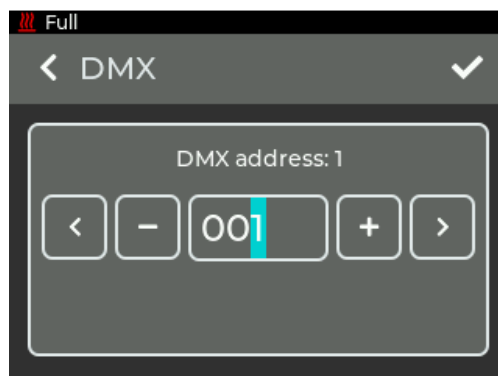 Full
DMX
DMX address: 1
< - 001 + >